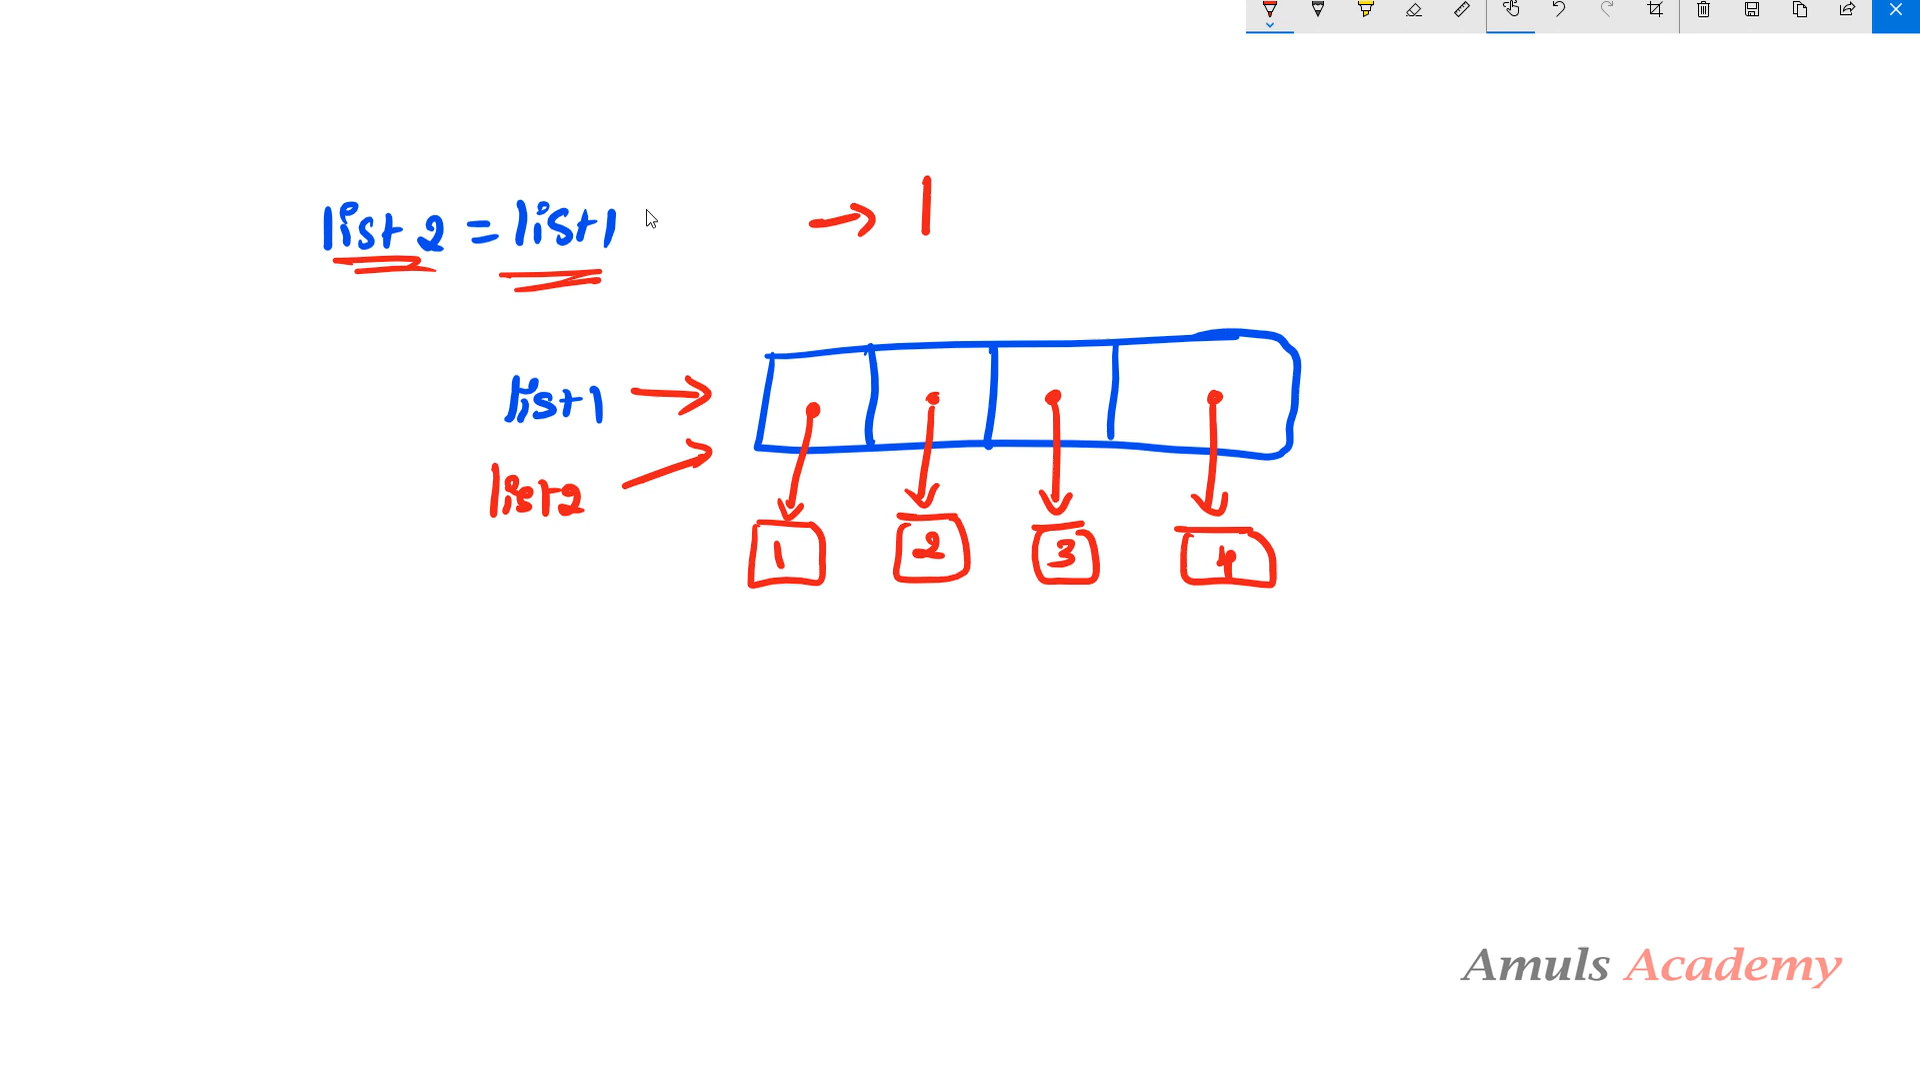 list2 = list1 → 1
list1
list2
1 2 3 4
Amuls Academy